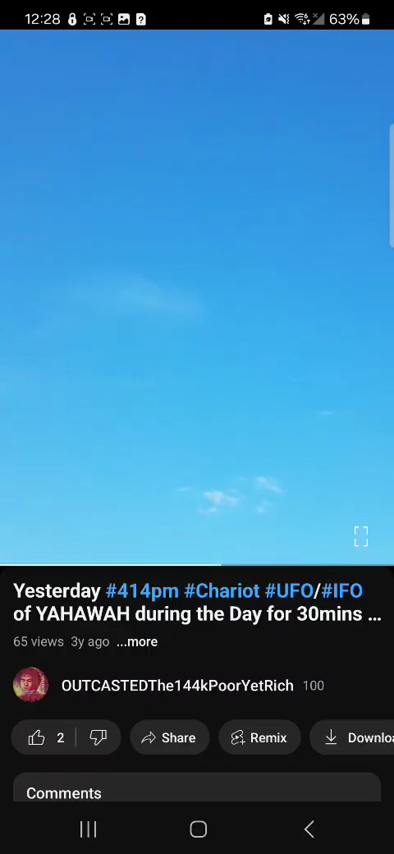 12:28
63%
Yesterday #414pm #Chariot #UFO/#IFO
of YAHAWAH during the Day for 30mins ...
65 views 3y ago ...more
OUTCASTEDThe144kPoorYetRich 100
2 Share Remix Downloa
Comments